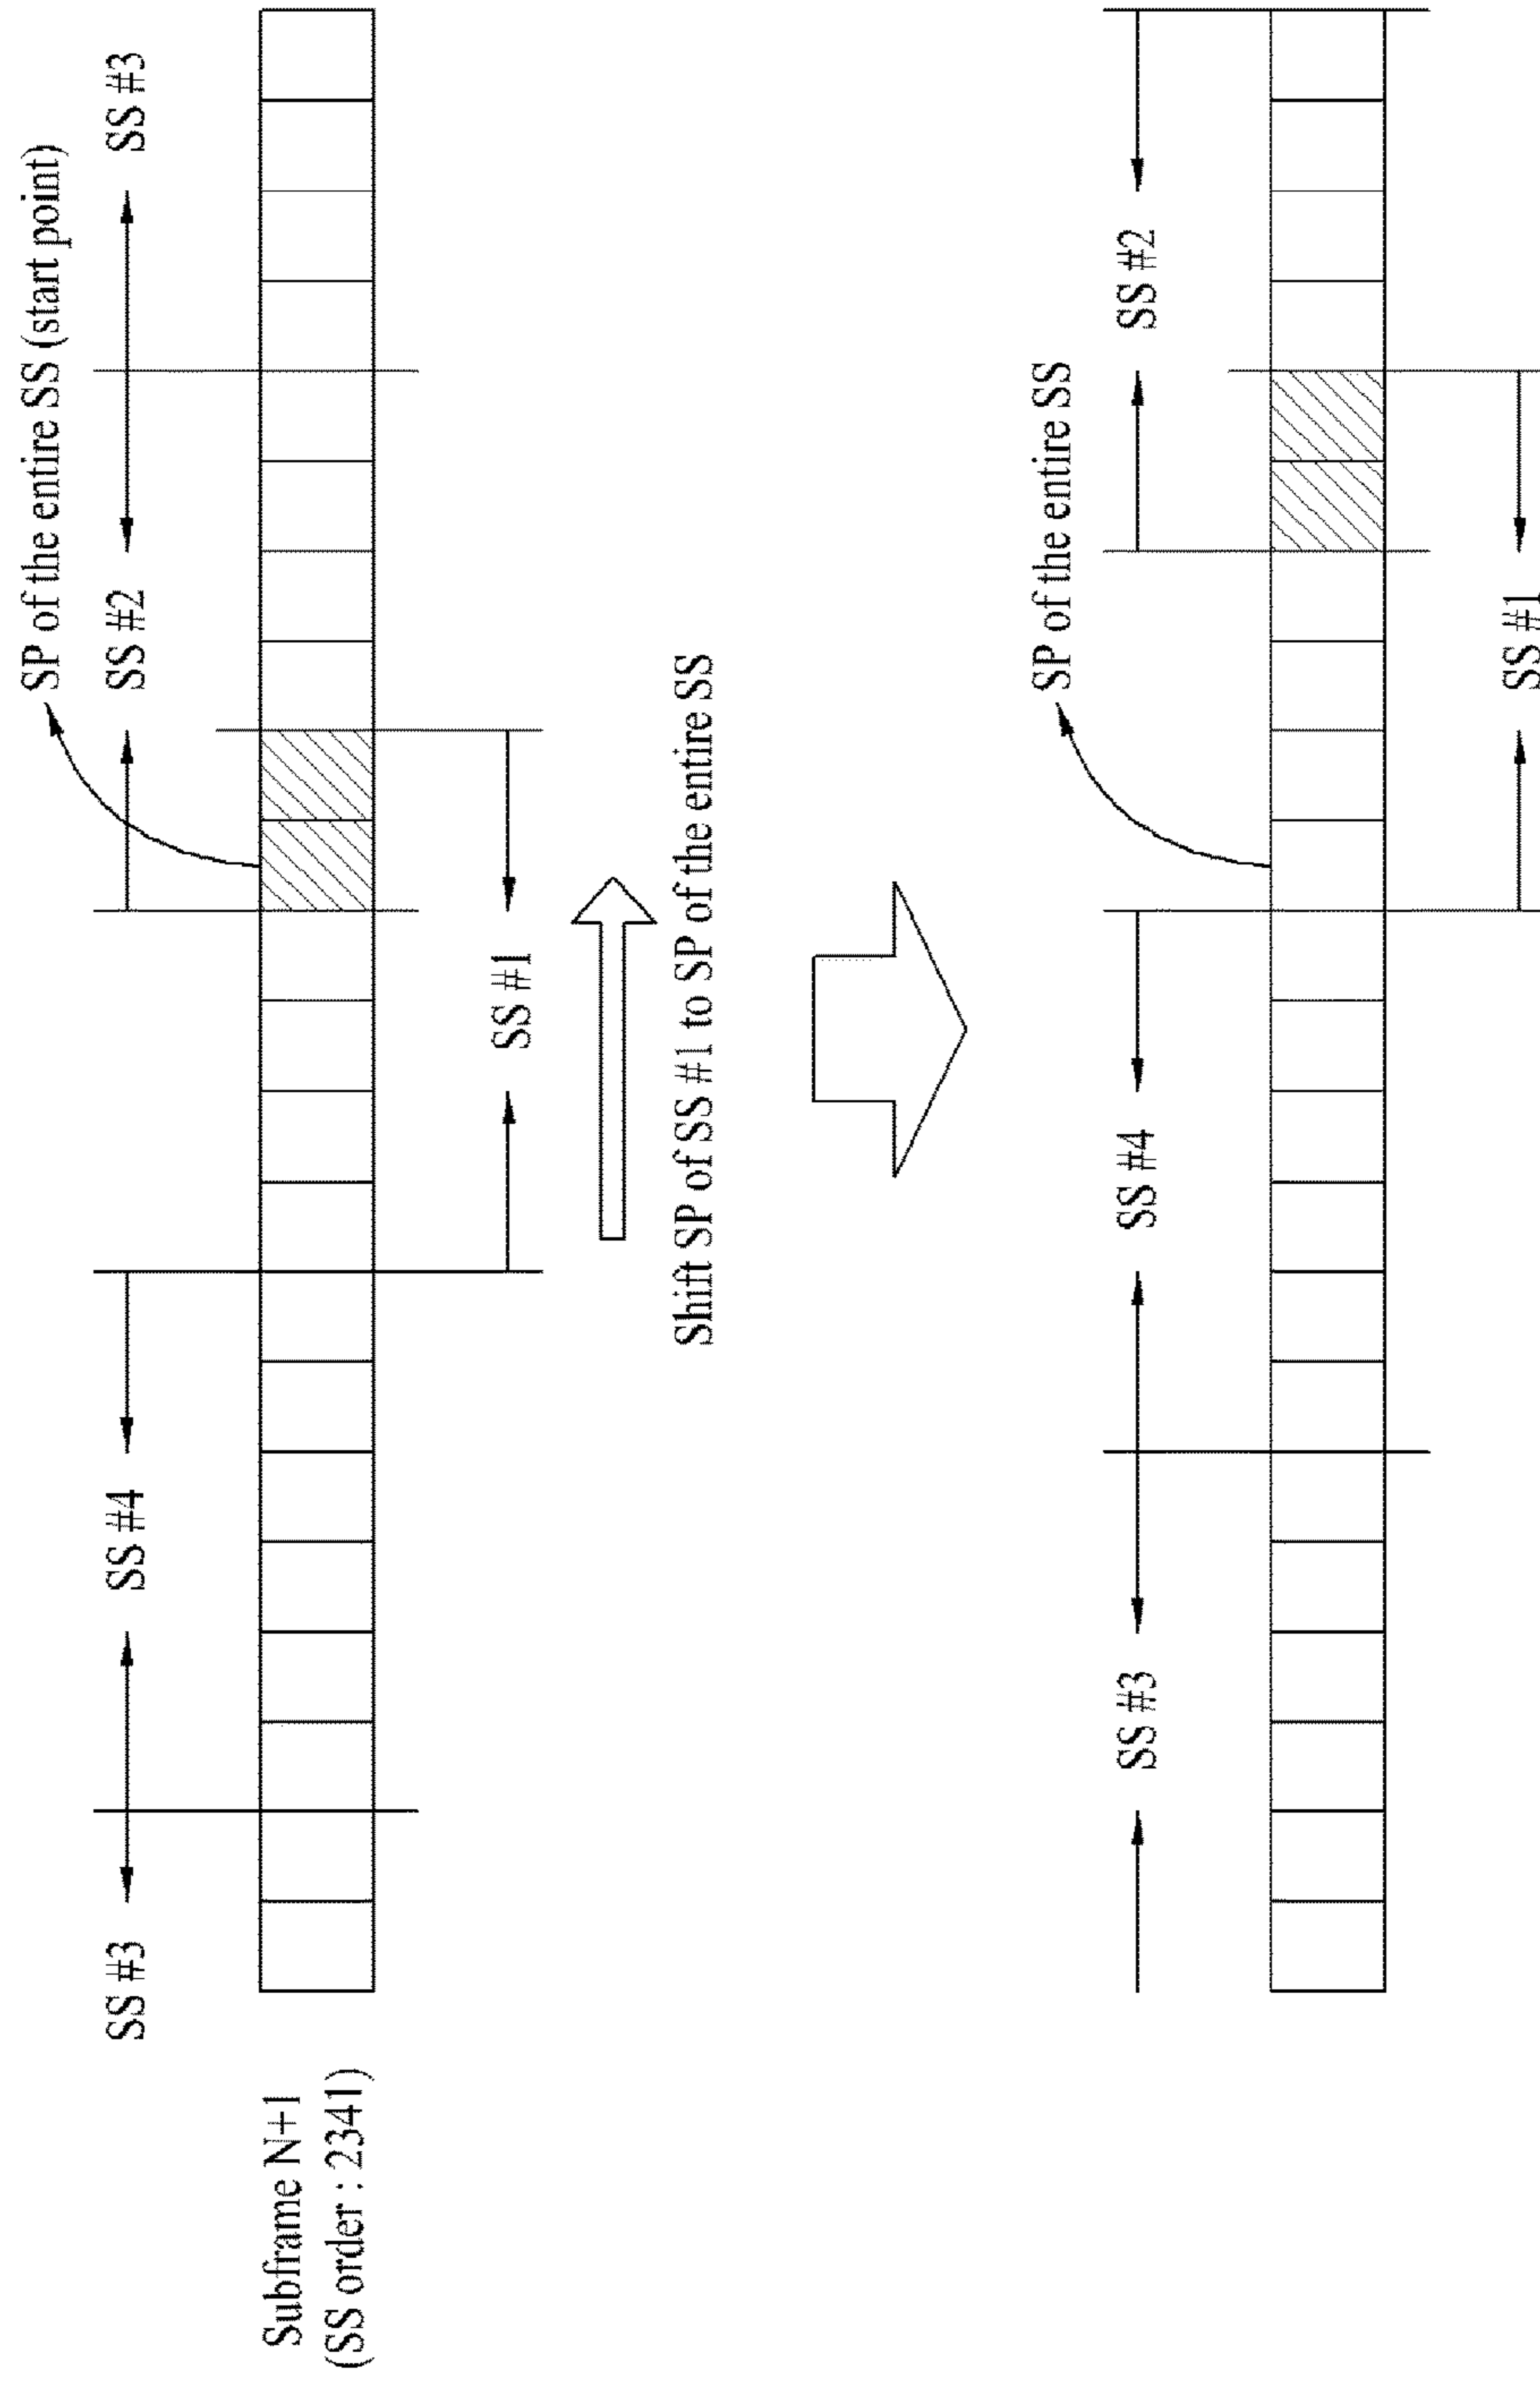 SP of the entire SS (start point)
SS #3
SS #4
SS #2
SS #3
Subframe N+1
(SS order : 2341)
SS #1
Shift SP of SS #1 to SP of the entire SS
SP of the entire SS
SS #3
SS #4
SS #2
SS #1